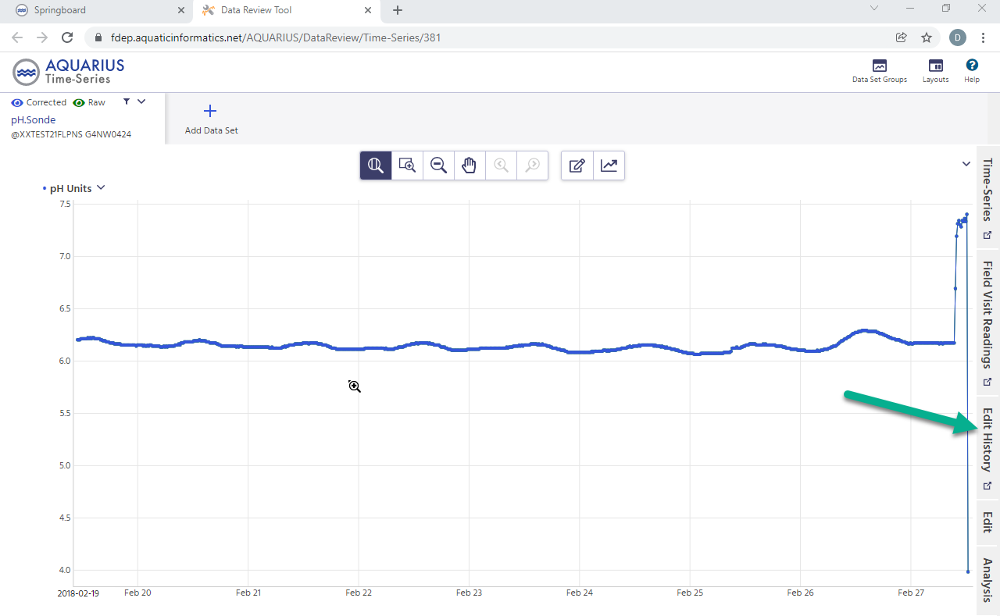 Springboard
Data Review Tool
fdep.aquaticinformatics.net/AQUARIUS/DataReview/Time-Series/381
D
AQUARIUS
Time-Series
Data Set Groups
Layouts
Help
Corrected
Raw
pH.Sonde
@XXTEST21FLPNS G4NW0424
Add Data Set
pH Units
7.5
7.0
6.5
6.0
5.5
5.0
4.5
4.0
2018-02-19
Feb 20
Feb 21
Feb 22
Feb 23
Feb 24
Feb 25
Feb 26
Feb 27
Time-Series
Field Visit Readings
Edit History
Edit
Analysis